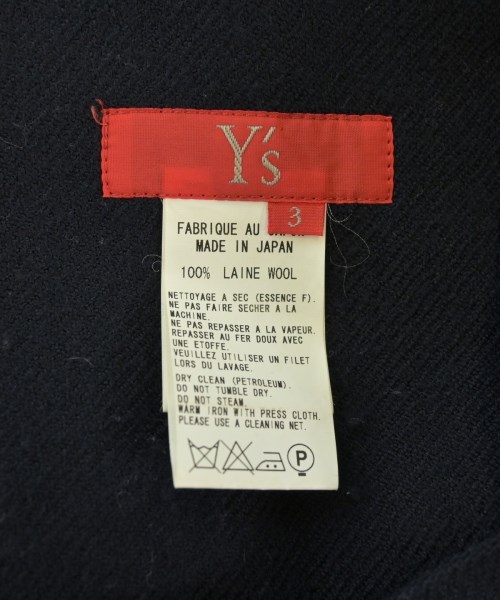 Y's
3
FABRIQUE AU
MADE IN JAPAN
100% LAINE WOOL
NETTOYAGE A SEC (ESSENCE F).
NE PAS FAIRE SECHER A LA
MACHINE.
NE PAS REPASSER A LA VAPEUR.
REPASSER AU FER DOUX AVEC
UNE ETOFFE.
VEUILLEZ UTILISER UN FILET
LORS DU LAVAGE.
DRY CLEAN (PETROLEUM).
DO NOT TUMBLE DRY.
DO NOT STEAM.
WARM IRON WITH PRESS CLOTH.
PLEASE USE A CLEANING NET.
P